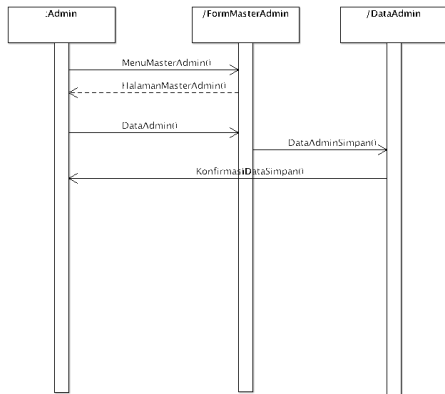 :Admin
/FormMasterAdmin
/DataAdmin
MenuMasterAdmin()
HalamanMasterAdmin()
DataAdmin()
DataAdminSimpan()
KonfirmasiDataSimpan()